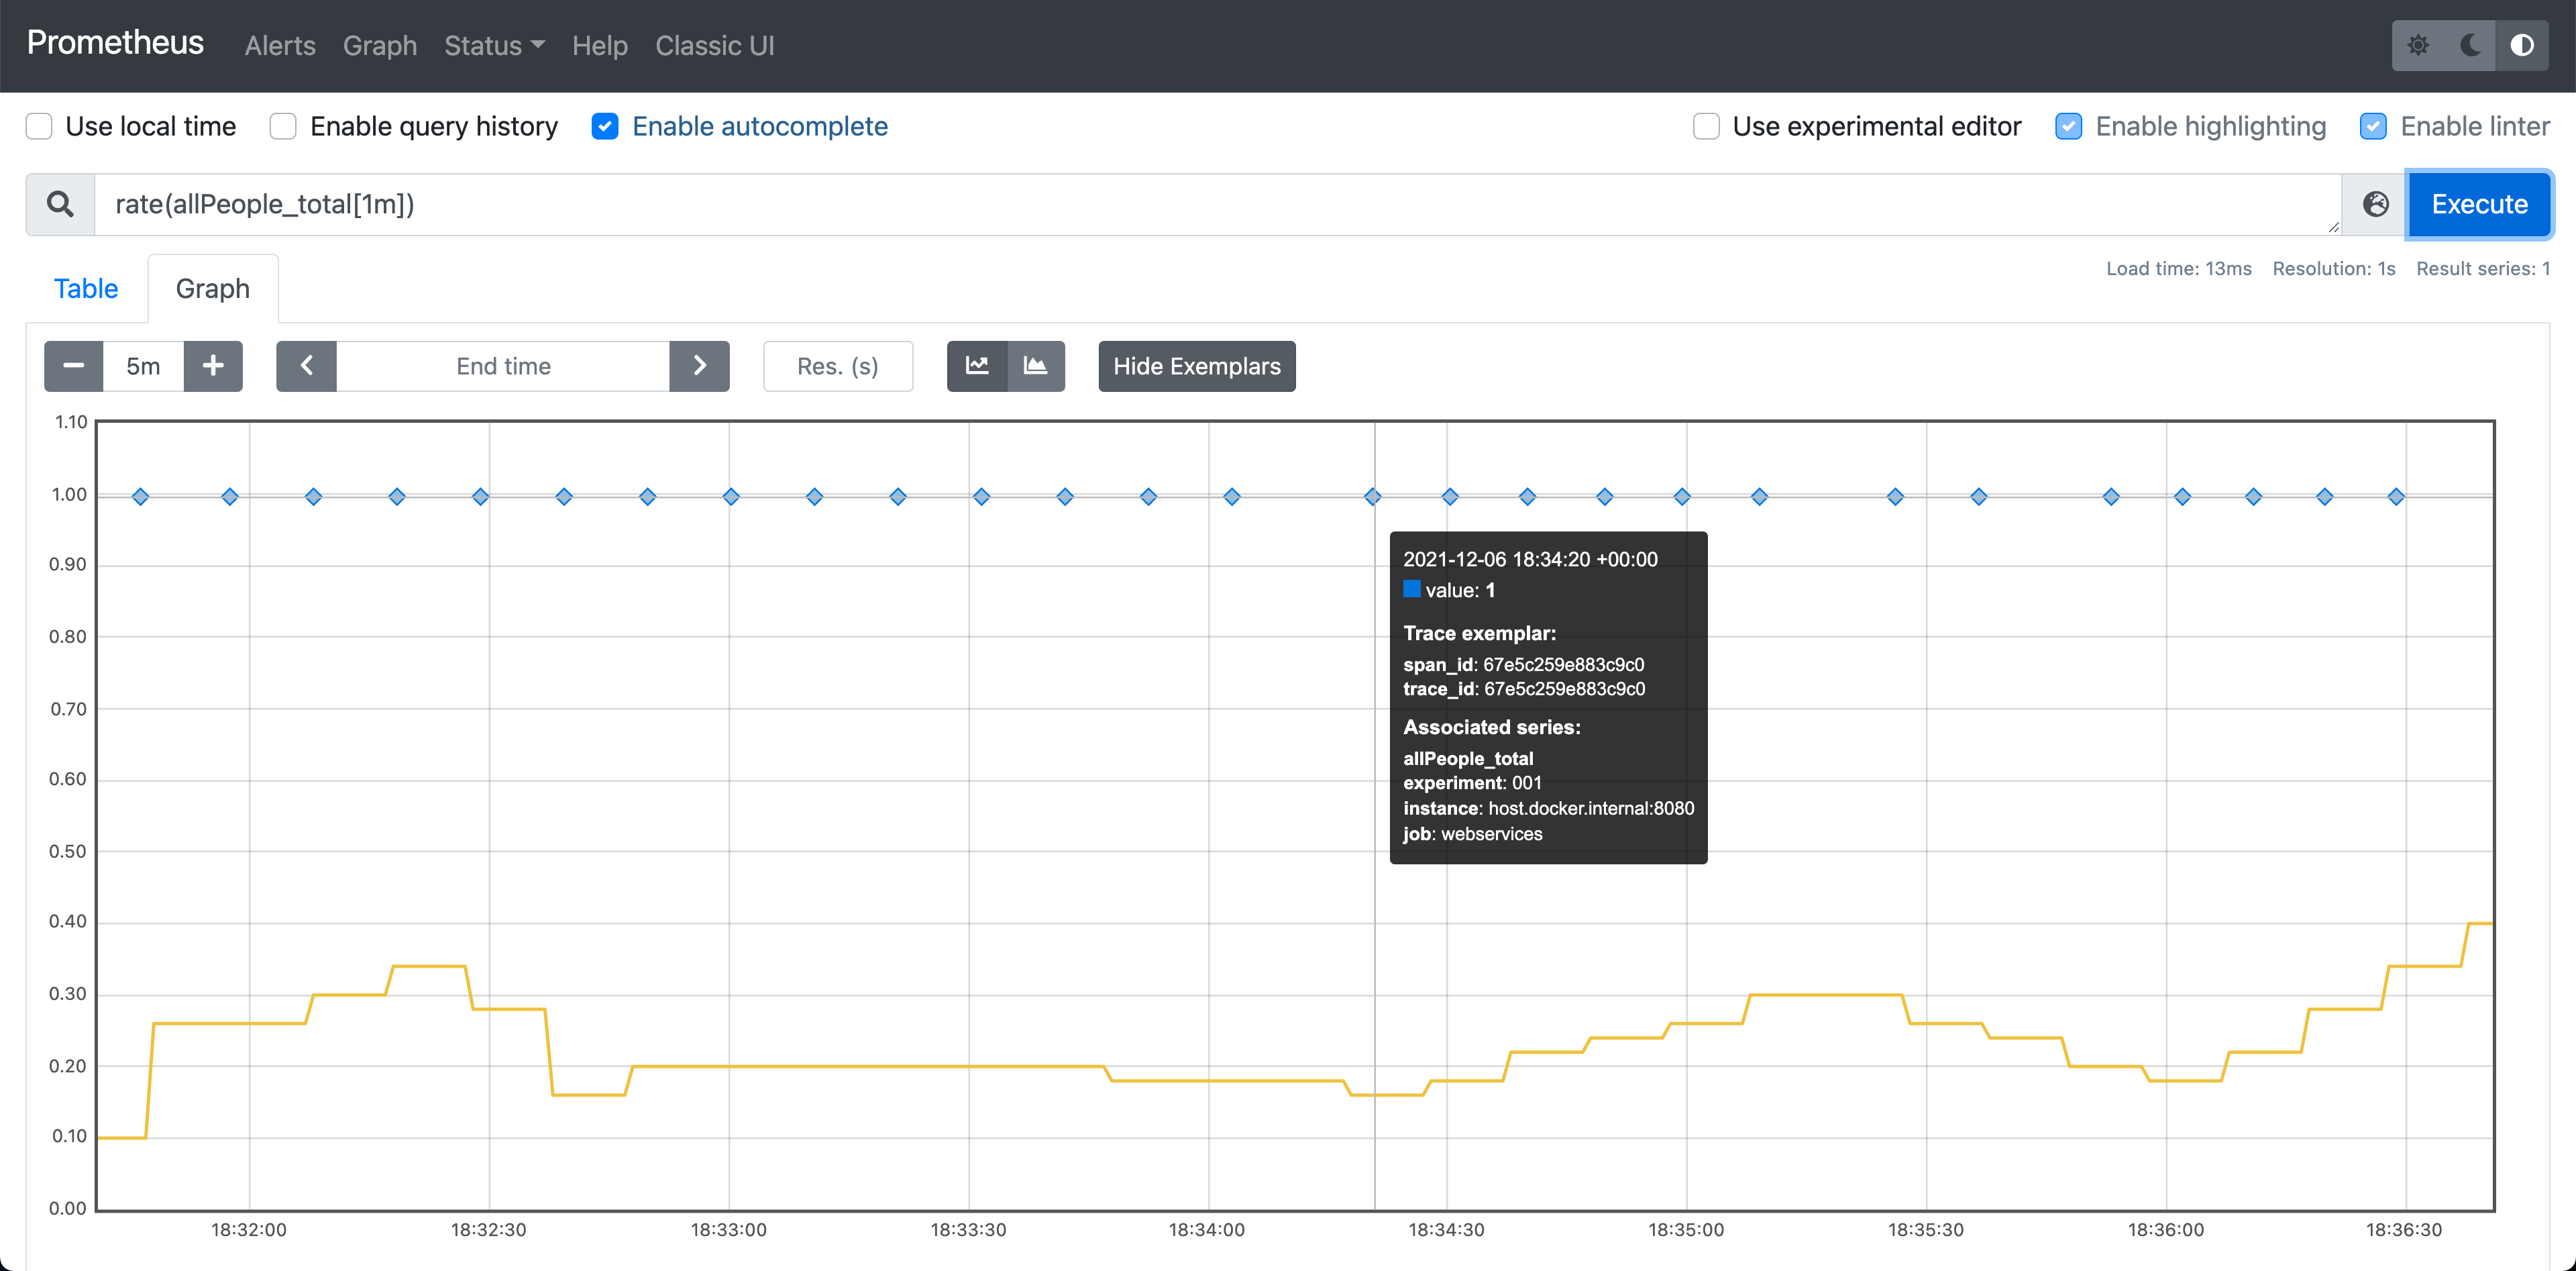 Prometheus Alerts Graph Status Help Classic UI
Use local time Enable query history Enable autocomplete Use experimental editor Enable highlighting Enable linter
rate(allPeople_total[1m]) Execute
Table Graph Load time: 13ms Resolution: 1s Result series: 1
5m End time Res. (s) Hide Exemplars
1.10
1.00
0.90
0.80
0.70
0.60
0.50
0.40
0.30
0.20
0.10
0.00
2021-12-06 18:34:20 +00:00
value: 1
Trace exemplar:
span_id: 67e5c259e883c9c0
trace_id: 67e5c259e883c9c0
Associated series:
allPeople_total
experiment: 001
instance: host.docker.internal:8080
job: webservices
18:32:00 18:32:30 18:33:00 18:33:30 18:34:00 18:34:30 18:35:00 18:35:30 18:36:00 18:36:30